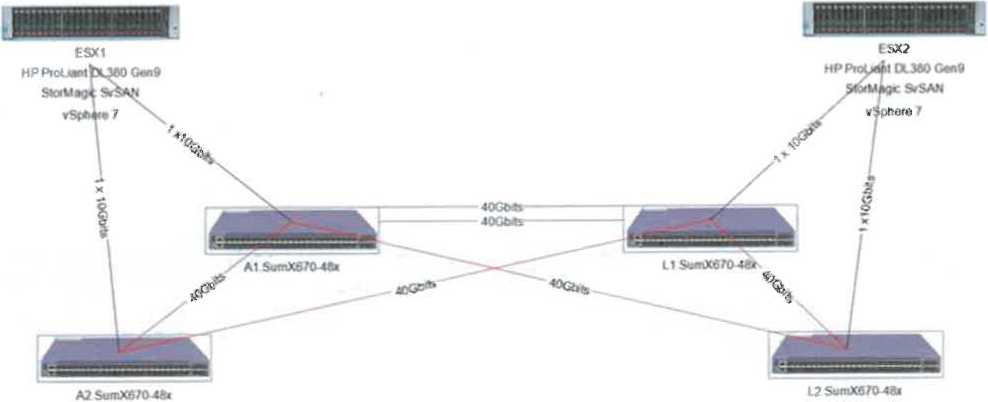 ESX1
HP ProLiant DL380 Gen9
StorMagic SvSAN
vSphere 7
ESX2
HP ProLiant DL380 Gen9
StorMagic SvSAN
vSphere 7
1 x10Gbits
1 x 10Gbits
1 x 10Gbits
1 x10Gbits
40Gbits
40Gbits
A1.SumX670-48x
L1.SumX670-48x
40Gbits
40Gbits
40Gbits
40Gbits
A2.SumX670-48x
L2.SumX670-48x